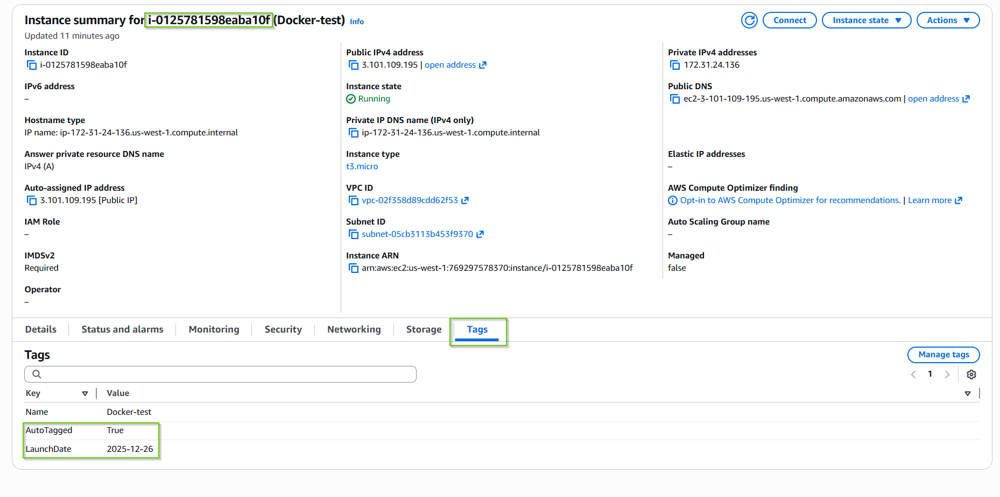 Instance summary for i-0125781598eaba10f (Docker-test) Info
Updated 11 minutes ago
Connect
Instance state
Actions
Instance ID
i-0125781598eaba10f
Public IPv4 address
3.101.109.195 | open address
Private IPv4 addresses
172.31.24.136
IPv6 address
–
Instance state
Running
Public DNS
ec2-3-101-109-195.us-west-1.compute.amazonaws.com | open address
Hostname type
IP name: ip-172-31-24-136.us-west-1.compute.internal
Private IP DNS name (IPv4 only)
ip-172-31-24-136.us-west-1.compute.internal
Answer private resource DNS name
IPv4 (A)
Instance type
t3.micro
Elastic IP addresses
–
Auto-assigned IP address
3.101.109.195 [Public IP]
VPC ID
vpc-02f358d89cdd62f53
AWS Compute Optimizer finding
Opt-in to AWS Compute Optimizer for recommendations. | Learn more
IAM Role
–
Subnet ID
subnet-05cb3113b453f9370
Auto Scaling Group name
–
IMDSv2
Required
Instance ARN
arn:aws:ec2:us-west-1:769297578370:instance/i-0125781598eaba10f
Managed
false
Operator
–
Details
Status and alarms
Monitoring
Security
Networking
Storage
Tags
Tags
Manage tags
1
Key
Value
Name
Docker-test
AutoTagged
True
LaunchDate
2025-12-26